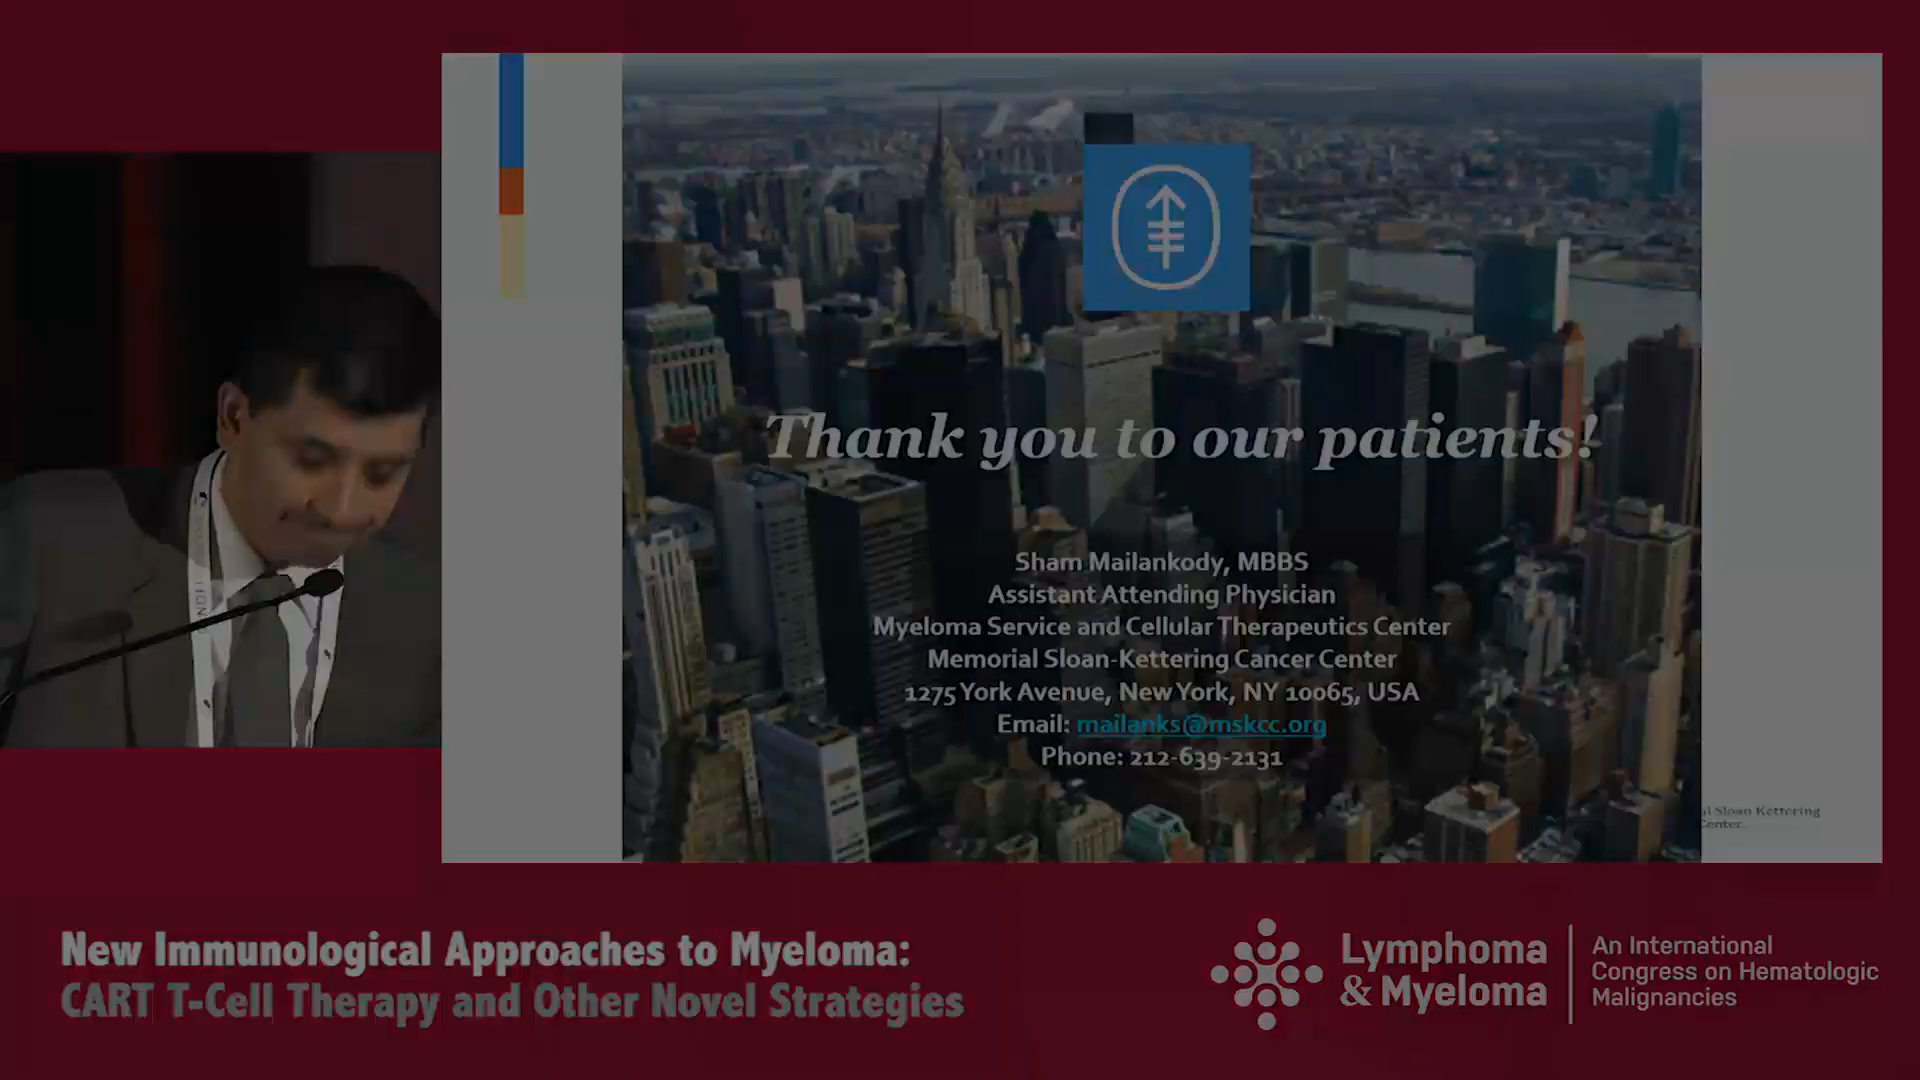 Thank you to our patients!
Sham Mailankody, MBBS
Assistant Attending Physician
Myeloma Service and Cellular Therapeutics Center
Memorial Sloan-Kettering Cancer Center
1275 York Avenue, New York, NY 10065, USA
Email: mailanks@mskcc.org
Phone: 212-639-2131
Sloan Kettering
Center
New Immunological Approaches to Myeloma:
CART T-Cell Therapy and Other Novel Strategies
Lymphoma
& Myeloma
An International
Congress on Hematologic
Malignancies